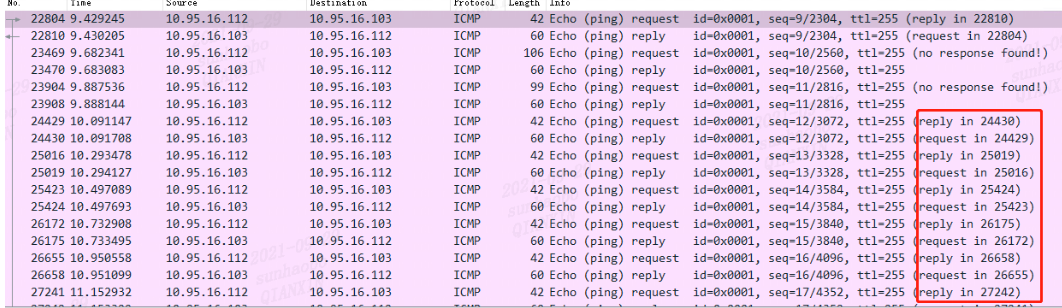 No. Time Source Destination Protocol Length Info
22804 9.429245 10.95.16.112 10.95.16.103 ICMP 42 Echo (ping) request id=0x0001, seq=9/2304, ttl=255 (reply in 22810)
22810 9.430205 10.95.16.103 10.95.16.112 ICMP 60 Echo (ping) reply id=0x0001, seq=9/2304, ttl=255 (request in 22804)
23469 9.682341 10.95.16.112 10.95.16.103 ICMP 106 Echo (ping) request id=0x0001, seq=10/2560, ttl=255 (no response found!)
23470 9.683083 10.95.16.103 10.95.16.112 ICMP 60 Echo (ping) reply id=0x0001, seq=10/2560, ttl=255
23904 9.887536 10.95.16.112 10.95.16.103 ICMP 99 Echo (ping) request id=0x0001, seq=11/2816, ttl=255 (no response found!)
23908 9.888144 10.95.16.103 10.95.16.112 ICMP 60 Echo (ping) reply id=0x0001, seq=11/2816, ttl=255
24429 10.091147 10.95.16.112 10.95.16.103 ICMP 42 Echo (ping) request id=0x0001, seq=12/3072, ttl=255 (reply in 24430)
24430 10.091708 10.95.16.103 10.95.16.112 ICMP 60 Echo (ping) reply id=0x0001, seq=12/3072, ttl=255 (request in 24429)
25016 10.293478 10.95.16.112 10.95.16.103 ICMP 42 Echo (ping) request id=0x0001, seq=13/3328, ttl=255 (reply in 25019)
25019 10.294127 10.95.16.103 10.95.16.112 ICMP 60 Echo (ping) reply id=0x0001, seq=13/3328, ttl=255 (request in 25016)
25423 10.497089 10.95.16.112 10.95.16.103 ICMP 42 Echo (ping) request id=0x0001, seq=14/3584, ttl=255 (reply in 25424)
25424 10.497693 10.95.16.103 10.95.16.112 ICMP 60 Echo (ping) reply id=0x0001, seq=14/3584, ttl=255 (request in 25423)
26172 10.732908 10.95.16.112 10.95.16.103 ICMP 42 Echo (ping) request id=0x0001, seq=15/3840, ttl=255 (reply in 26175)
26175 10.733495 10.95.16.103 10.95.16.112 ICMP 60 Echo (ping) reply id=0x0001, seq=15/3840, ttl=255 (request in 26172)
26655 10.950558 10.95.16.112 10.95.16.103 ICMP 42 Echo (ping) request id=0x0001, seq=16/4096, ttl=255 (reply in 26658)
26658 10.951099 10.95.16.103 10.95.16.112 ICMP 60 Echo (ping) reply id=0x0001, seq=16/4096, ttl=255 (request in 26655)
27241 11.152932 10.95.16.112 10.95.16.103 ICMP 42 Echo (ping) request id=0x0001, seq=17/4352, ttl=255 (reply in 27242)